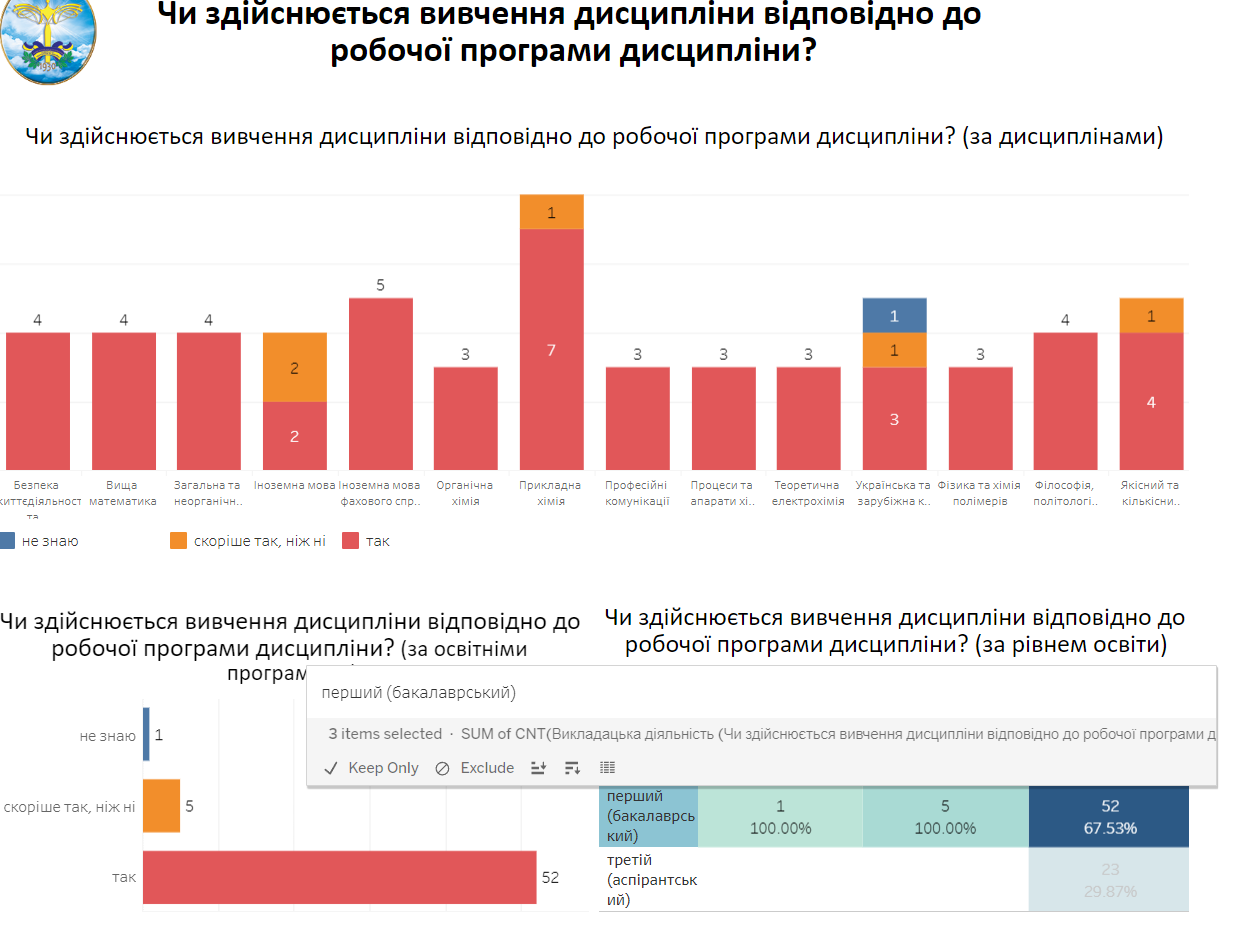 Чи здійснюється вивчення дисципліни відповідно до
робочої програми дисципліни?
1930
Чи здійснюється вивчення дисципліни відповідно до робочої програми дисципліни? (за дисциплінами)
4
4
4
2
2
5
3
1
7
3
3
3
1
1
3
3
4
1
4
Безпека
життєдіяльност
та
Вища
математика
Загальна та
неорганічн..
Іноземна мова
Іноземна мова
фахового спр..
Органічна
хімія
Прикладна
хімія
Професійні
комунікації
Процеси та
апарати хі..
Теоретична
електрохімія
Українська та
зарубіжна к..
Фізика та хімія
полімерів
Філософія,
політологі..
Якісний та
кількісни..
не знаю
скоріше так, ніж ні
так
Чи здійснюється вивчення дисципліни відповідно до
робочої програми дисципліни? (за освітніми
програм
не знаю 1
скоріше так, ніж ні 5
так 52
Чи здійснюється вивчення дисципліни відповідно до
робочої програми дисципліни? (за рівнем освіти)
перший (бакалаврський)
3 items selected · SUM of CNT(Викладацька діяльність (Чи здійснюється вивчення дисципліни відповідно до робочої програми д
Keep Only Exclude
перший
(бакалаврсь
кий)
1
100.00%
5
100.00%
52
67.53%
третій
(аспірантськ
ий)
23
29.87%